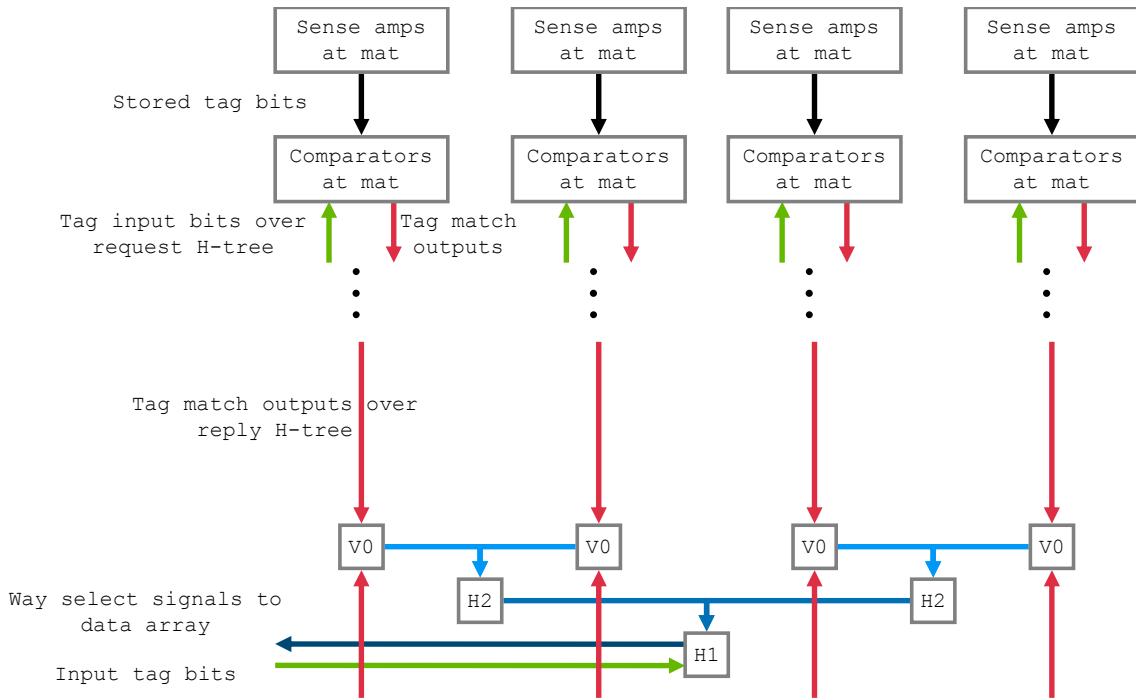 Sense amps
at mat
Sense amps
at mat
Sense amps
at mat
Sense amps
at mat
Stored tag bits
Comparators
at mat
Comparators
at mat
Comparators
at mat
Comparators
at mat
Tag input bits over
request H-tree
Tag match
outputs
Tag match outputs over
reply H-tree
V0
V0
V0
V0
H2
H2
Way select signals to
data array
H1
Input tag bits